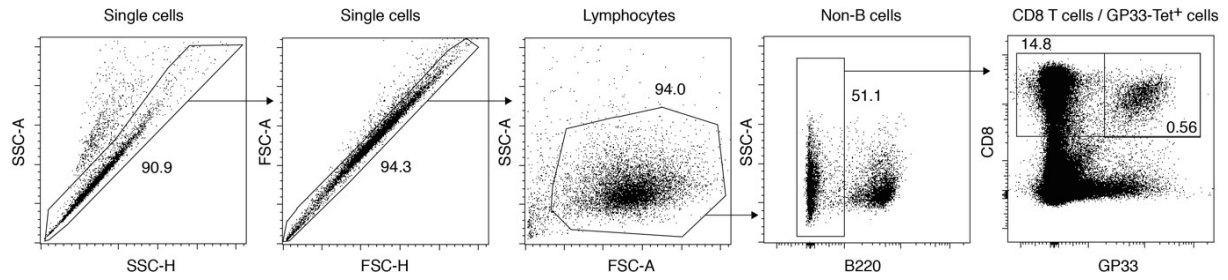 Single cells
Single cells
Lymphocytes
Non-B cells
CD8 T cells / GP33-Tet+ cells
SSC-A
90.9
SSC-H
FSC-A
94.3
FSC-H
SSC-A
94.0
FSC-A
SSC-A
51.1
B220
CD8
14.8
0.56
GP33